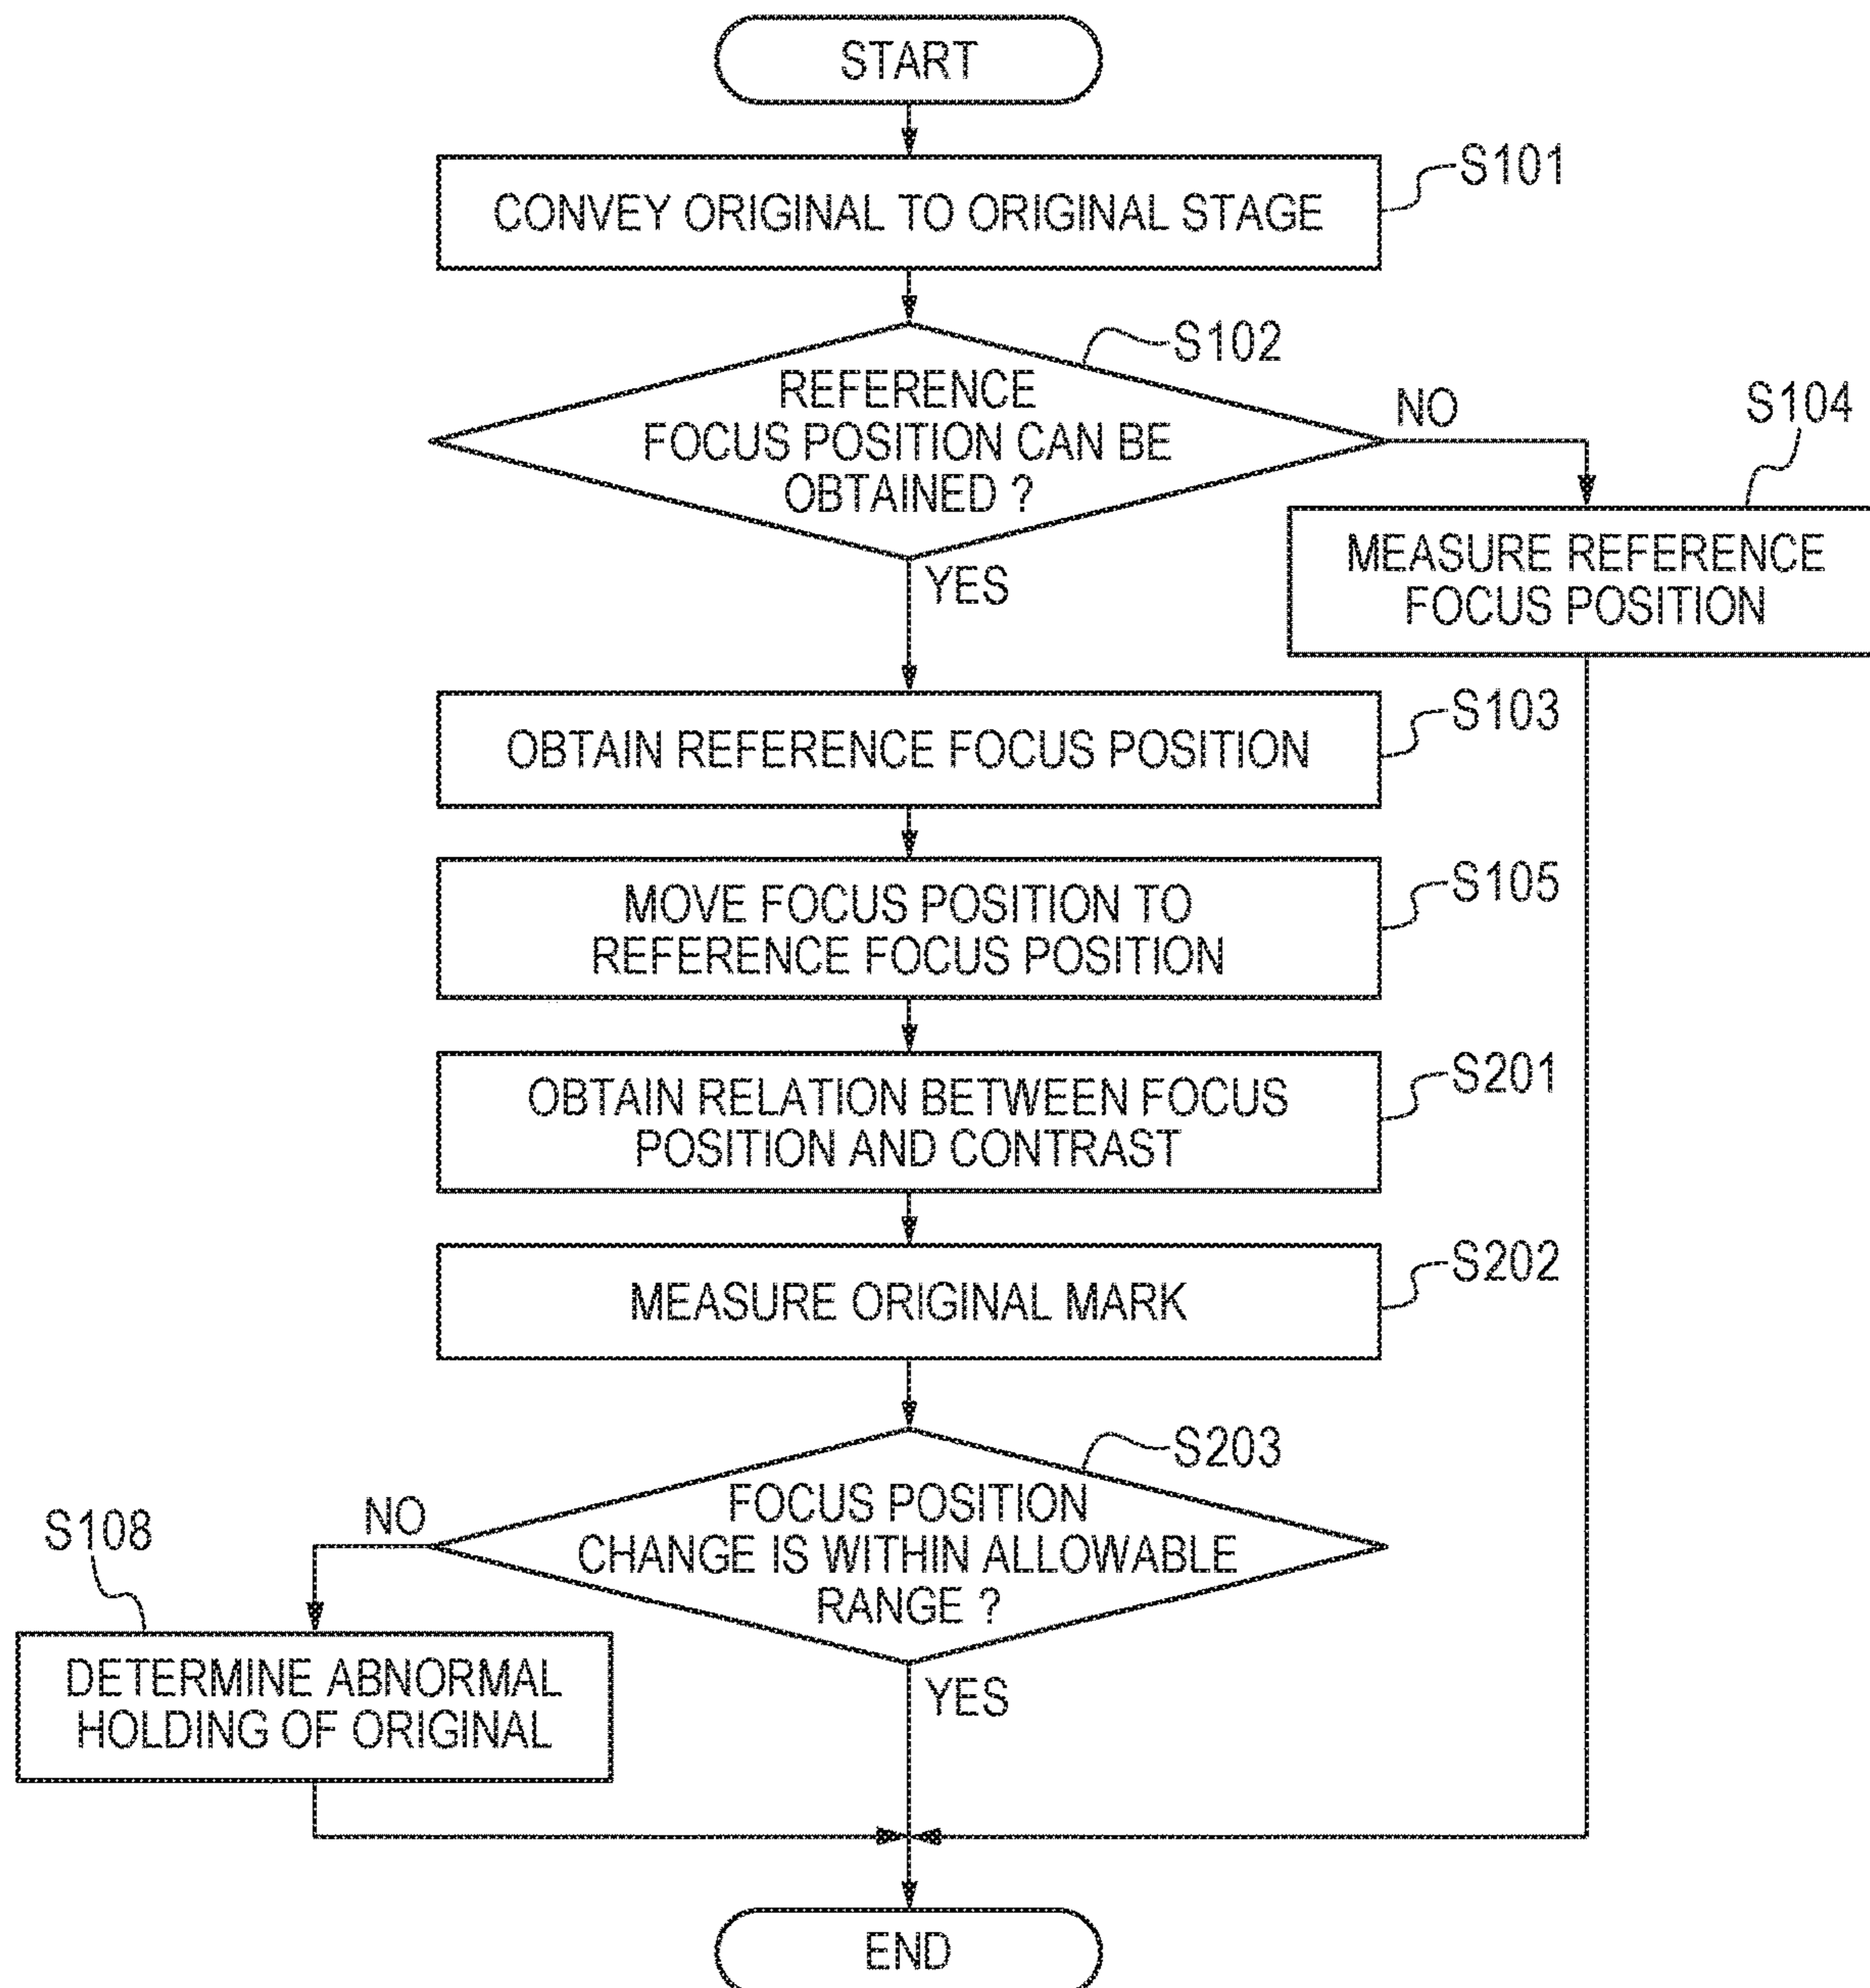 START
CONVEY ORIGINAL TO ORIGINAL STAGE
S101
S102
REFERENCE
FOCUS POSITION CAN BE
OBTAINED ?
NO
S104
MEASURE REFERENCE
FOCUS POSITION
YES
S103
OBTAIN REFERENCE FOCUS POSITION
S105
MOVE FOCUS POSITION TO
REFERENCE FOCUS POSITION
S201
OBTAIN RELATION BETWEEN FOCUS
POSITION AND CONTRAST
S202
MEASURE ORIGINAL MARK
S203
FOCUS POSITION
CHANGE IS WITHIN ALLOWABLE
RANGE ?
NO
S108
DETERMINE ABNORMAL
HOLDING OF ORIGINAL
YES
END